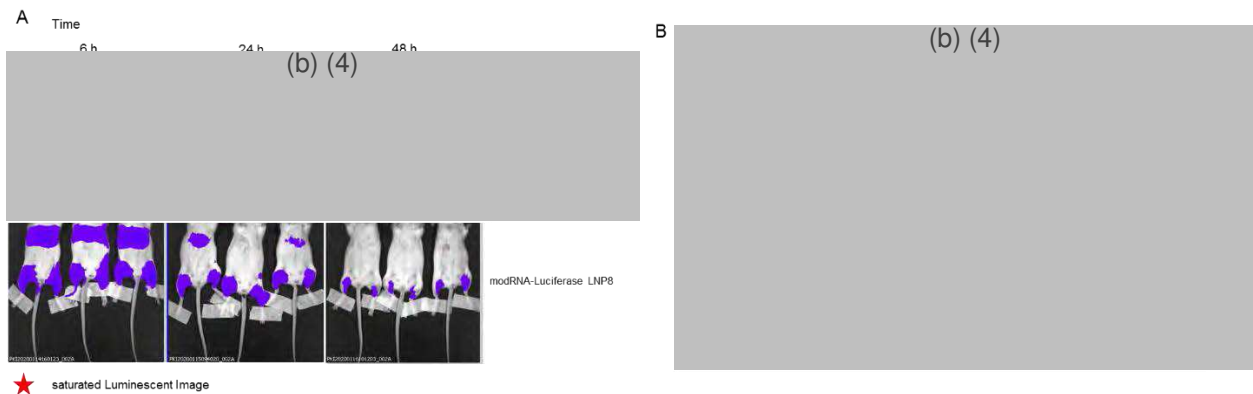 A
Time
6 h 24 h 48 h
(b) (4)
modRNA-Luciferase LNP8
saturated Luminescent Image
B
(b) (4)